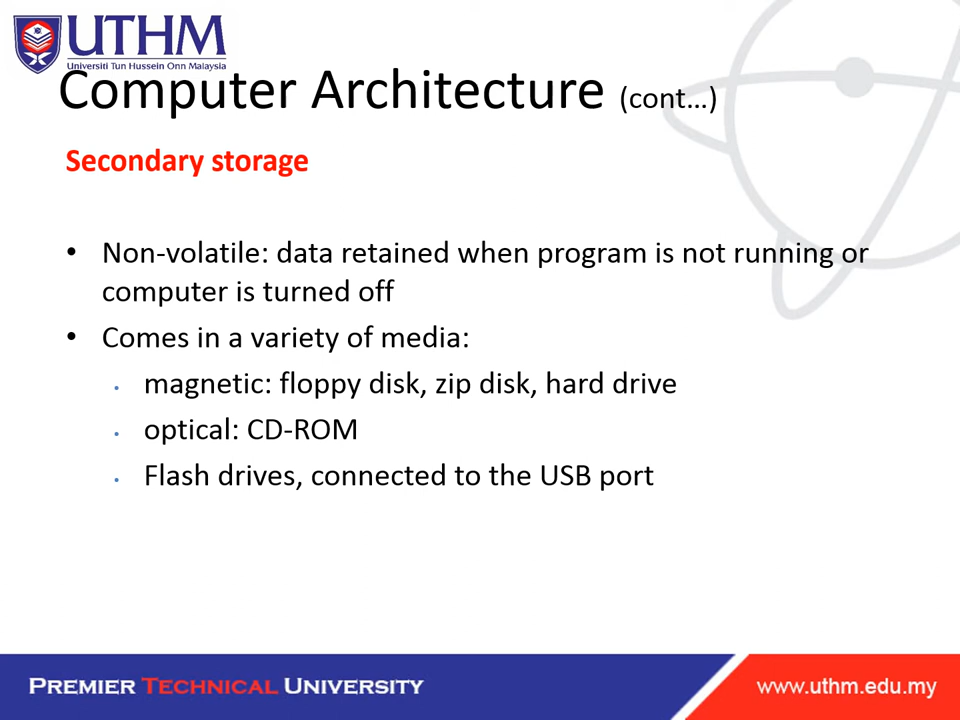 UTHM
Universiti Tun Hussein Onn Malaysia
Computer Architecture (cont…)
Secondary storage
• Non-volatile: data retained when program is not running or
computer is turned off
• Comes in a variety of media:
• magnetic: floppy disk, zip disk, hard drive
• optical: CD-ROM
• Flash drives, connected to the USB port
PREMIER TECHNICAL UNIVERSITY
www.uthm.edu.my